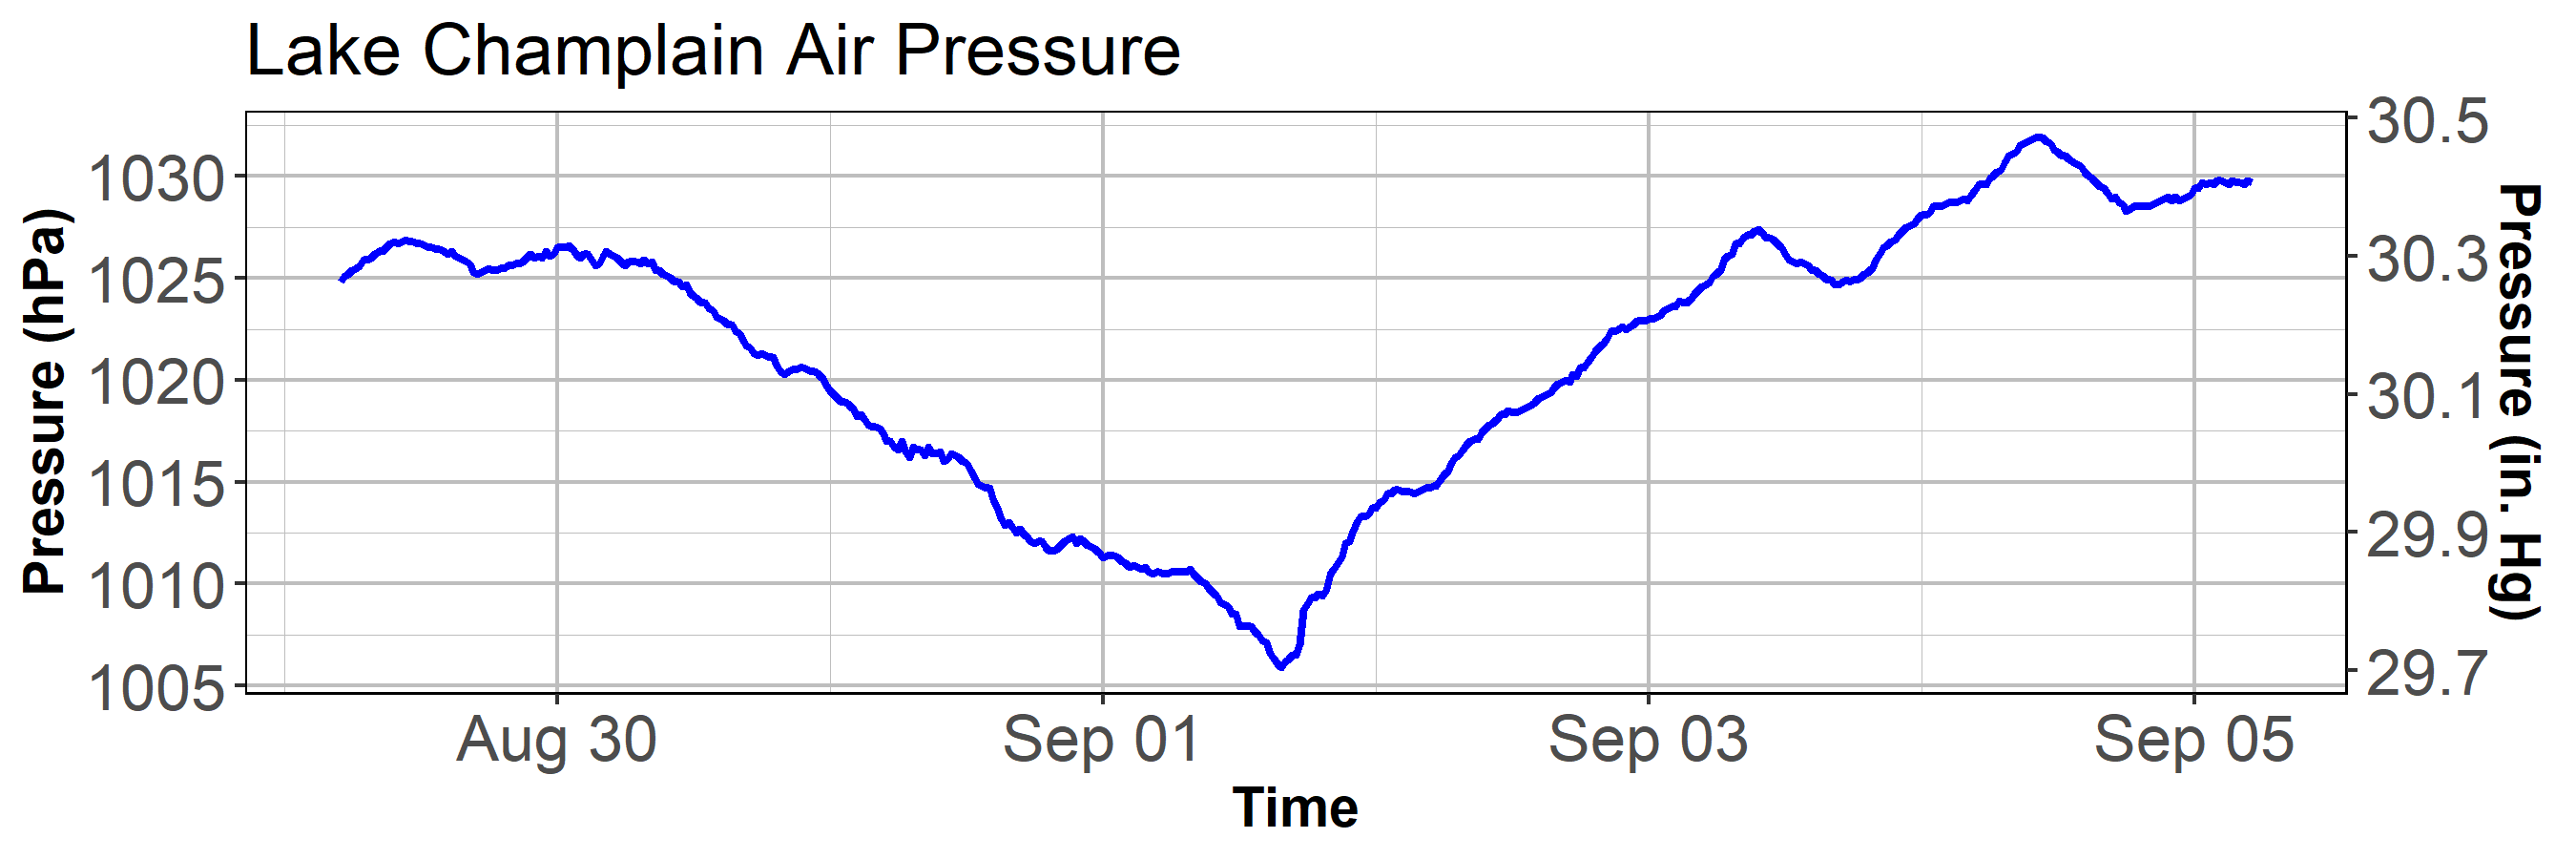 Lake Champlain Air Pressure
Pressure (hPa)
1030
1025
1020
1015
1010
1005
30.5
30.3
30.1
29.9
29.7
Pressure (in. Hg)
Aug 30
Sep 01
Sep 03
Sep 05
Time